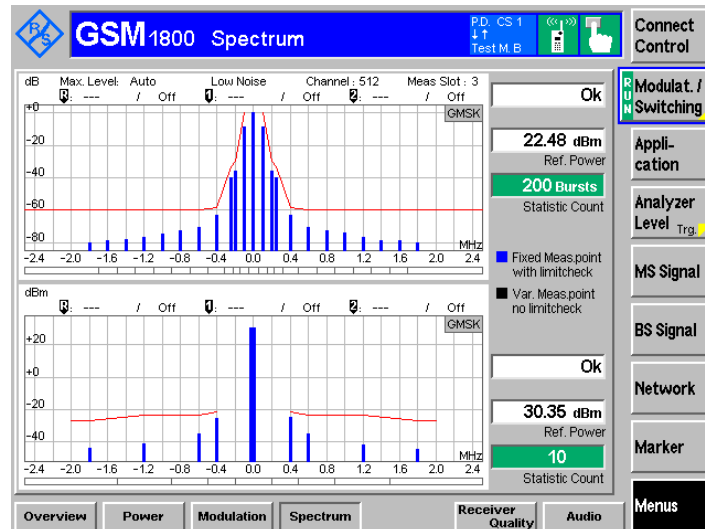 R&S GSM 1800 Spectrum
P.D. CS 1
Test M. B
Connect Control
dB Max. Level: Auto Low Noise Channel : 512 Meas Slot : 3
R: --- / Off 1: --- / Off 2: --- / Off
GMSK
+0
-20
-40
-60
-80
MHz
-2.4 -2.0 -1.6 -1.2 -0.8 -0.4 0.0 0.4 0.8 1.2 1.6 2.0 2.4
Ok
22.48 dBm
Ref. Power
200 Bursts
Statistic Count
Fixed Meas.point
with limitcheck
Var. Meas.point
no limitcheck
dBm
R: --- / Off 1: --- / Off 2: --- / Off
GMSK
+20
+0
-20
-40
MHz
-2.4 -2.0 -1.6 -1.2 -0.8 -0.4 0.0 0.4 0.8 1.2 1.6 2.0 2.4
Ok
30.35 dBm
Ref. Power
10
Statistic Count
RUN
Modulat. /
Switching
Appli-
cation
Analyzer
Level Trg.
MS Signal
BS Signal
Network
Marker
Menus
Overview Power Modulation Spectrum Receiver Quality Audio